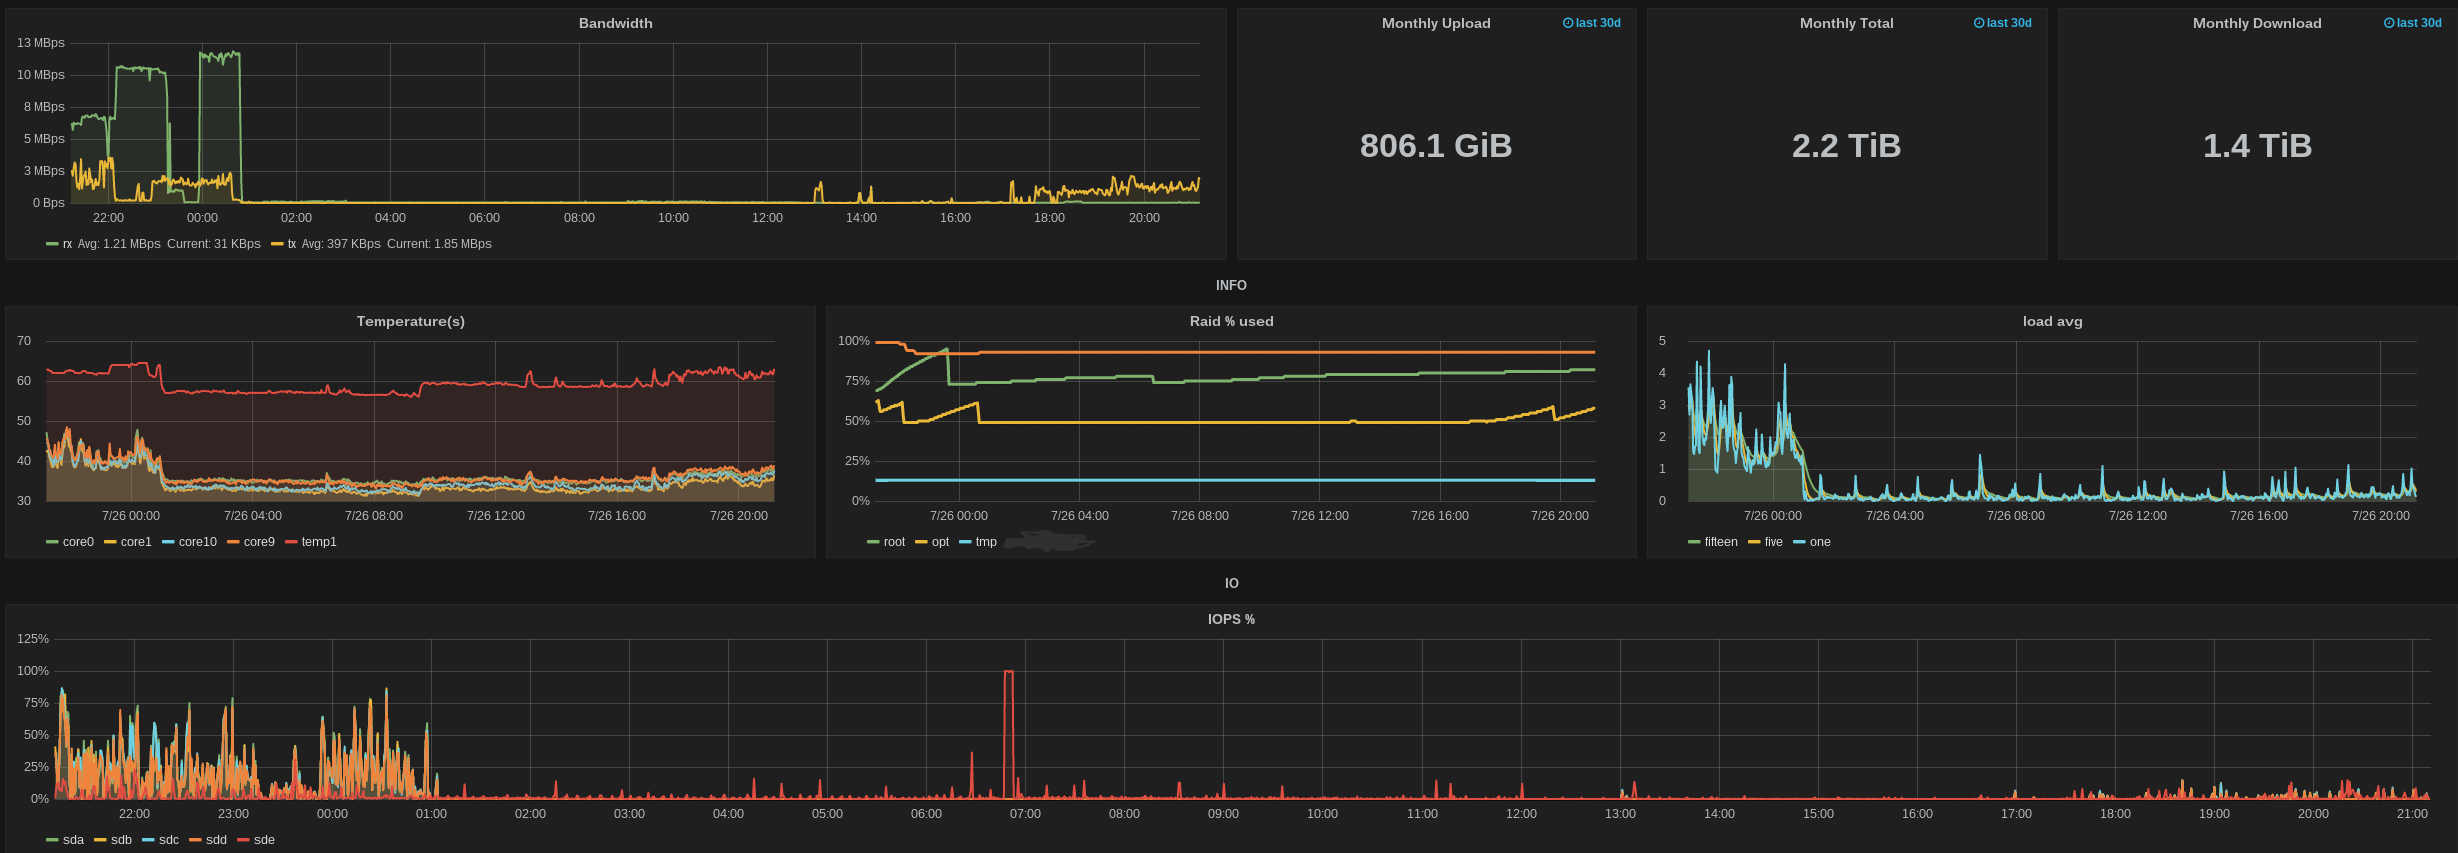 Bandwidth
13 MBps
10 MBps
8 MBps
5 MBps
3 MBps
0 Bps
22:00 00:00 02:00 04:00 06:00 08:00 10:00 12:00 14:00 16:00 18:00 20:00
rx Avg: 1.21 MBps Current: 31 KBps tx Avg: 397 KBps Current: 1.85 MBps
Monthly Upload last 30d
806.1 GiB
Monthly Total last 30d
2.2 TiB
Monthly Download last 30d
1.4 TiB
INFO
Temperature(s)
70
60
50
40
30
7/26 00:00 7/26 04:00 7/26 08:00 7/26 12:00 7/26 16:00 7/26 20:00
core0 core1 core10 core9 temp1
Raid % used
100%
75%
50%
25%
0%
7/26 00:00 7/26 04:00 7/26 08:00 7/26 12:00 7/26 16:00 7/26 20:00
root opt tmp
load avg
5
4
3
2
1
0
7/26 00:00 7/26 04:00 7/26 08:00 7/26 12:00 7/26 16:00 7/26 20:00
fifteen five one
IO
IOPS %
125%
100%
75%
50%
25%
0%
22:00 23:00 00:00 01:00 02:00 03:00 04:00 05:00 06:00 07:00 08:00 09:00 10:00 11:00 12:00 13:00 14:00 15:00 16:00 17:00 18:00 19:00 20:00 21:00
sda sdb sdc sdd sde